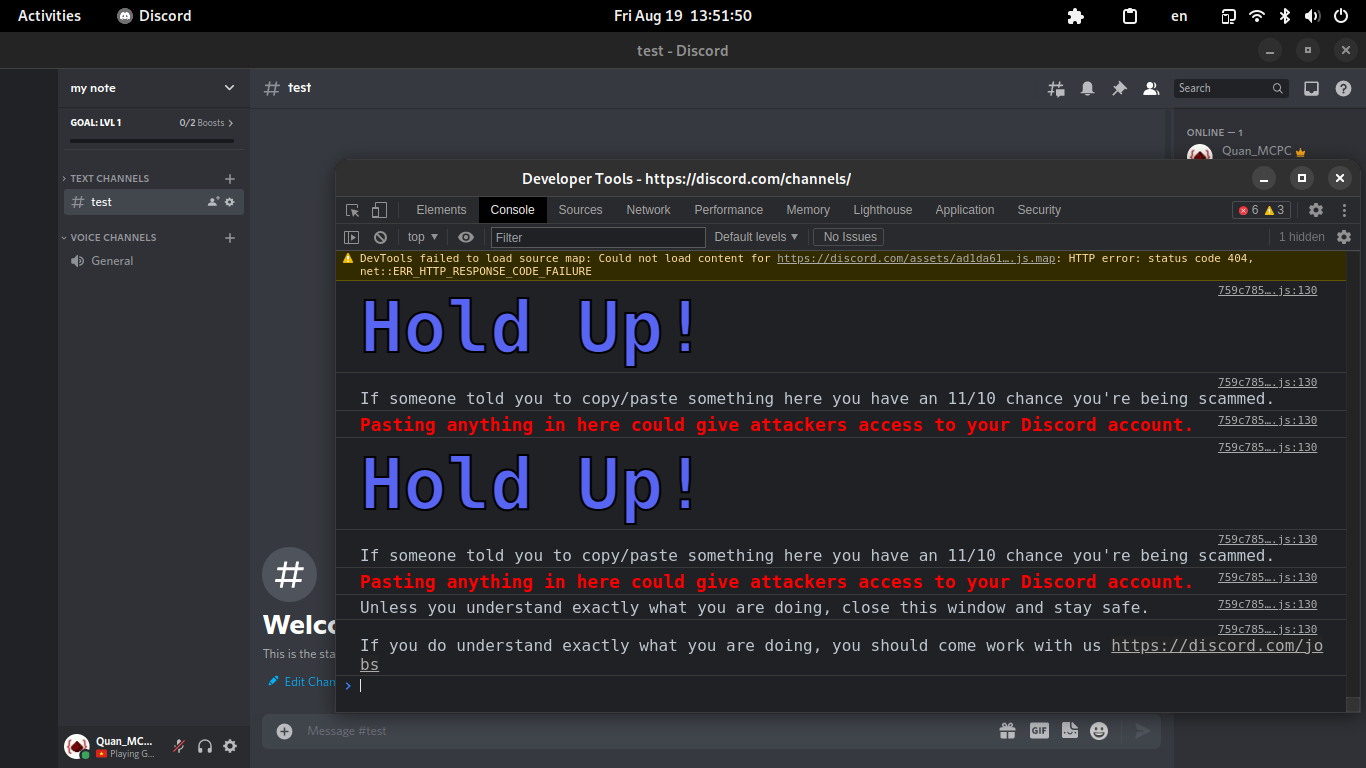 Activities
Discord
Fri Aug 19 13:51:50
en
test - Discord
my note
GOAL: LVL 1
0/2 Boosts
TEXT CHANNELS
test
VOICE CHANNELS
General
test
Search
ONLINE — 1
Quan_MCPC
Developer Tools - https://discord.com/channels/
Elements
Console
Sources
Network
Performance
Memory
Lighthouse
Application
Security
6
3
top
Filter
Default levels
No Issues
1 hidden
DevTools failed to load source map: Could not load content for https://discord.com/assets/ad1da61….js.map: HTTP error: status code 404,
net::ERR_HTTP_RESPONSE_CODE_FAILURE
759c785….js:130
Hold Up!
759c785….js:130
If someone told you to copy/paste something here you have an 11/10 chance you're being scammed.
Pasting anything in here could give attackers access to your Discord account.
759c785….js:130
759c785….js:130
Hold Up!
759c785….js:130
If someone told you to copy/paste something here you have an 11/10 chance you're being scammed.
Pasting anything in here could give attackers access to your Discord account.
759c785….js:130
Unless you understand exactly what you are doing, close this window and stay safe.
759c785….js:130
759c785….js:130
If you do understand exactly what you are doing, you should come work with us https://discord.com/jo
bs
Welco
This is the sta
Edit Chan
Message #test
GIF
Quan_MC...
Playing G...